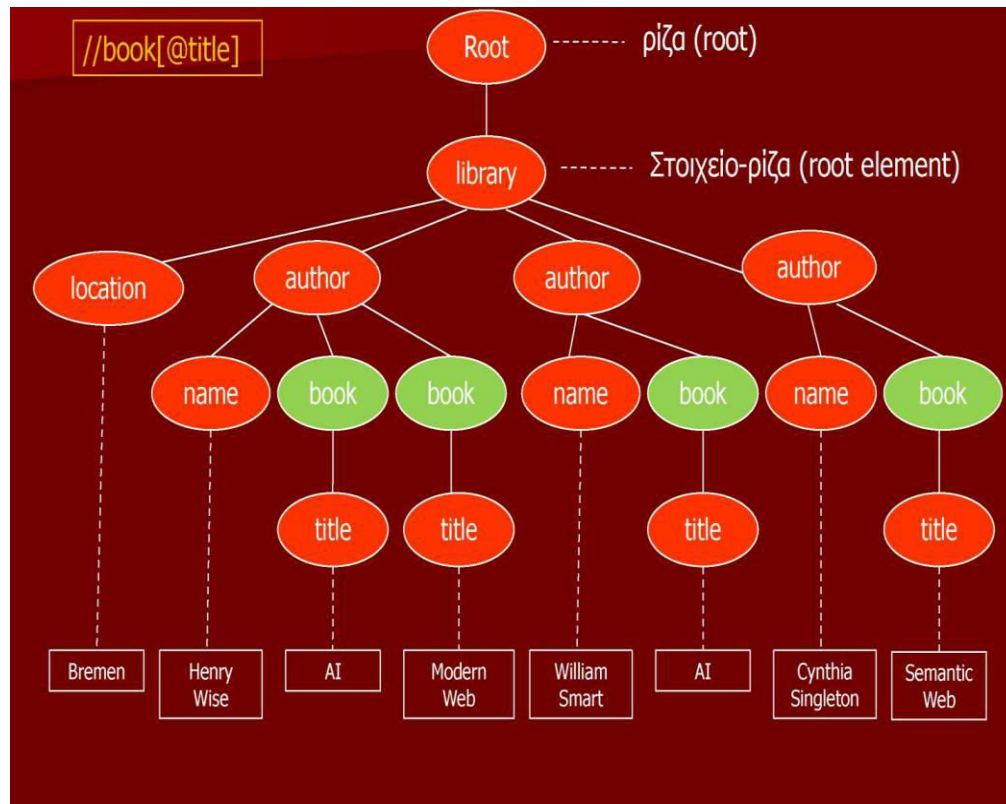 //book[@title]
Root
ρίζα (root)
library
Στοιχείο-ρίζα (root element)
location
author
author
author
name
book
book
name
book
name
book
title
title
title
title
Bremen
Henry
Wise
AI
Modern
Web
William
Smart
AI
Cynthia
Singleton
Semantic
Web